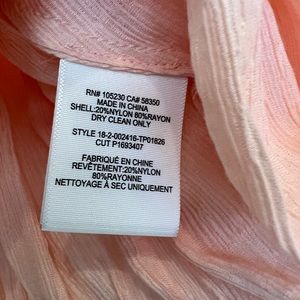 RN# 105230 CA# 58350
MADE IN CHINA
SHELL:20%NYLON 80%RAYON
DRY CLEAN ONLY
STYLE 18-2-002416-TP01826
CUT P1693407
FABRIQUÉ EN CHINE
REVÊTEMENT:20%NYLON
80%RAYONNE
NETTOYAGE À SEC UNIQUEMENT